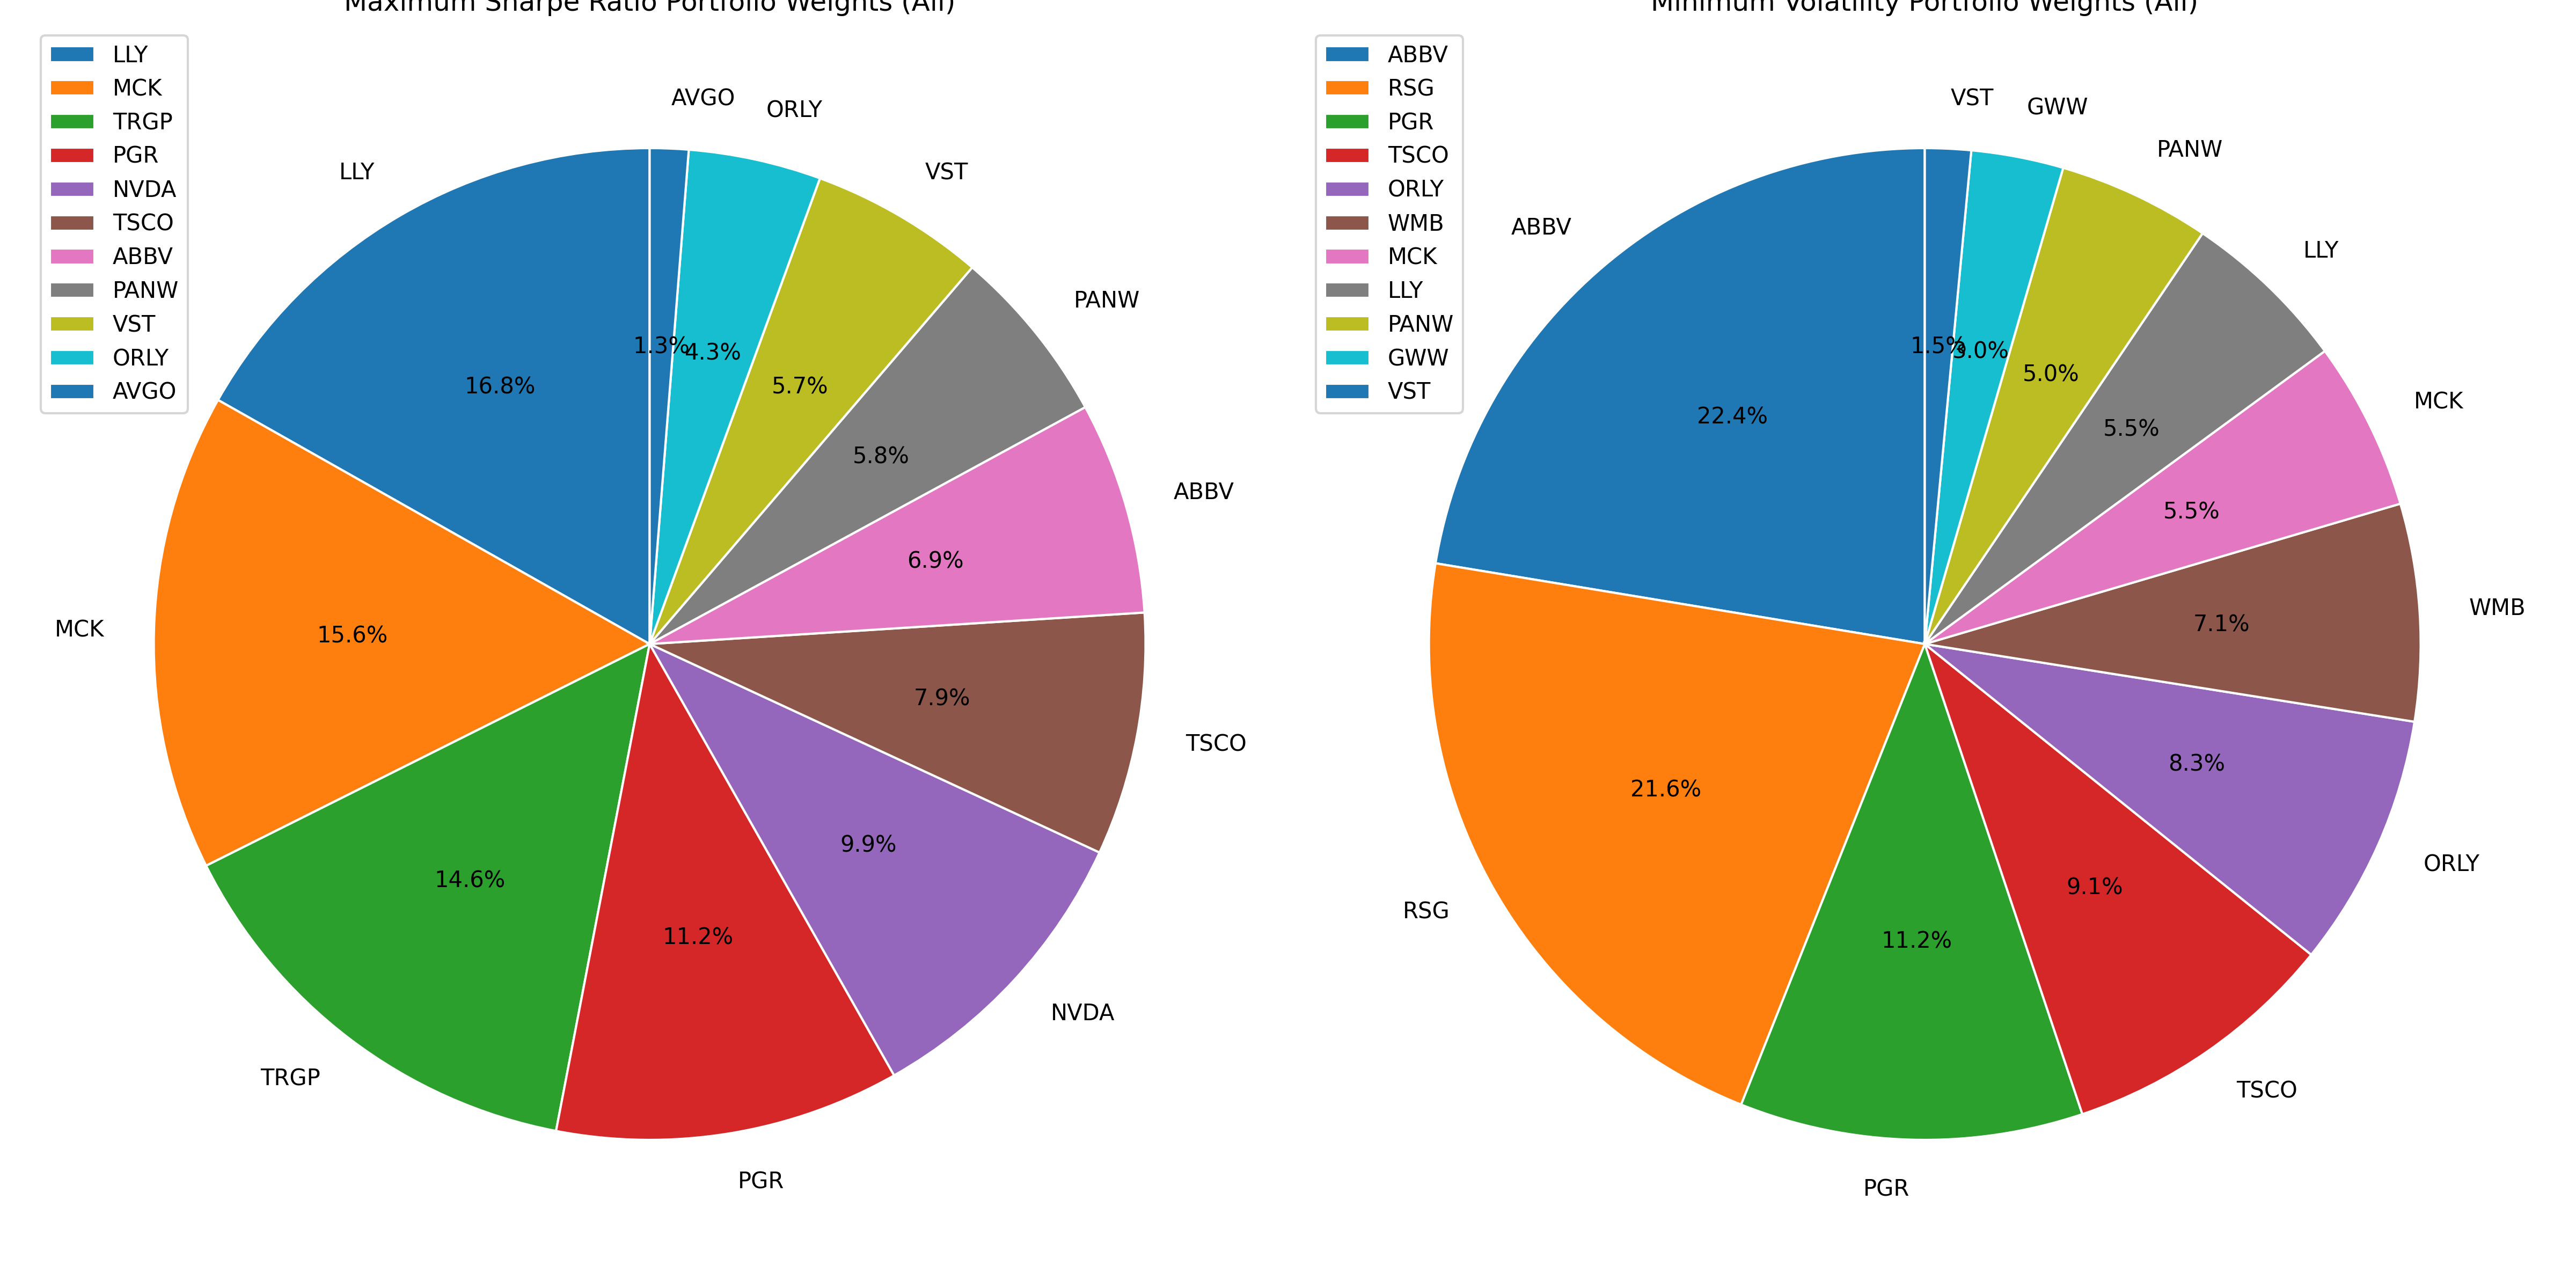 Maximum Sharpe Ratio Portfolio Weights (All)
LLY
MCK
TRGP
PGR
NVDA
TSCO
ABBV
PANW
VST
ORLY
AVGO
AVGO
ORLY
VST
LLY
PANW
ABBV
MCK
TSCO
NVDA
TRGP
PGR
1.3%
4.3%
5.7%
16.8%
5.8%
6.9%
15.6%
7.9%
9.9%
14.6%
11.2%
Minimum Volatility Portfolio Weights (All)
ABBV
RSG
PGR
TSCO
ORLY
WMB
MCK
LLY
PANW
GWW
VST
VST
GWW
PANW
ABBV
LLY
MCK
WMB
ORLY
RSG
TSCO
PGR
1.5%
3.0%
5.0%
22.4%
5.5%
5.5%
7.1%
8.3%
21.6%
9.1%
11.2%